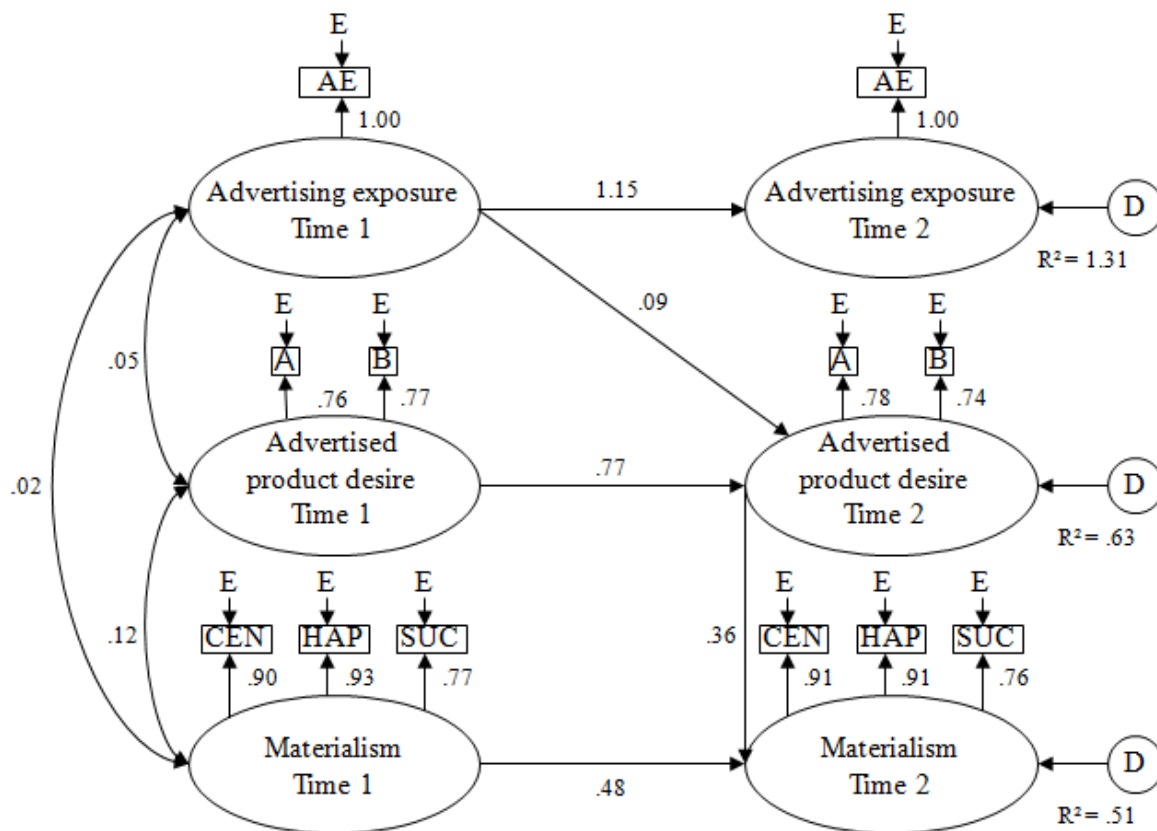 E E
AE AE
1.00 1.00
Advertising exposure
Time 1
1.15
Advertising exposure
Time 2
D
R² = 1.31
.09
.05
.02
.12
E E E E
A B A B
.76 .77 .78 .74
Advertised
product desire
Time 1
.77
Advertised
product desire
Time 2
D
R² = .63
.36
E E E E E E
CEN HAP SUC CEN HAP SUC
.90 .93 .77 .91 .91 .76
Materialism
Time 1
.48
Materialism
Time 2
D
R² = .51